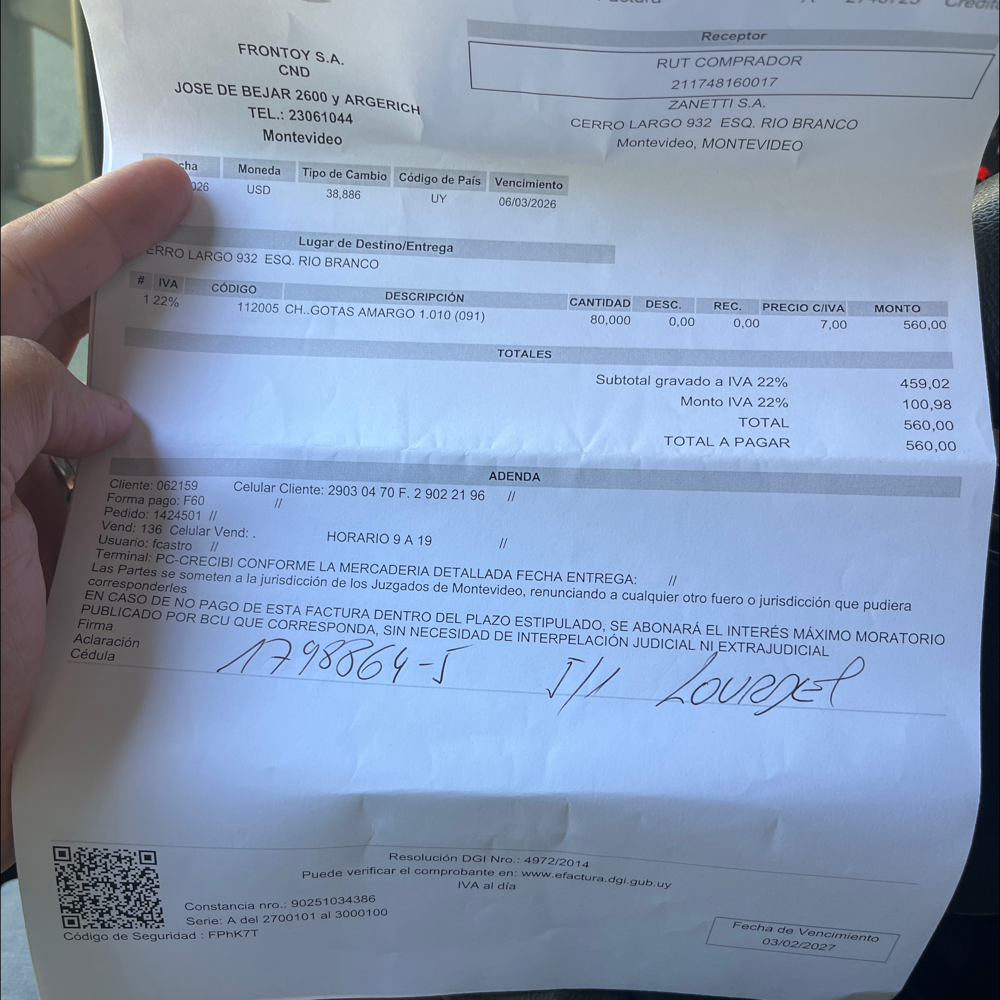 FRONTOY S.A.
CND
JOSE DE BEJAR 2600 y ARGERICH
TEL.: 23061044
Montevideo
Receptor
RUT COMPRADOR
211748160017
ZANETTI S.A.
CERRO LARGO 932 ESQ. RIO BRANCO
Montevideo, MONTEVIDEO
Moneda Tipo de Cambio Código de País Vencimiento
USD 38,886 UY 06/03/2026
Lugar de Destino/Entrega
ERRO LARGO 932 ESQ. RIO BRANCO
# IVA CÓDIGO DESCRIPCIÓN CANTIDAD DESC. REC. PRECIO C/IVA MONTO
1 22% 112005 CH..GOTAS AMARGO 1.010 (091) 80,000 0,00 0,00 7,00 560,00
TOTALES
Subtotal gravado a IVA 22% 459,02
Monto IVA 22% 100,98
TOTAL 560,00
TOTAL A PAGAR 560,00
ADENDA
Cliente: 062159 Celular Cliente: 2903 04 70 F. 2 902 21 96 //
Forma pago: F60 //
Pedido: 1424501 //
Vend: 136 Celular Vend: . HORARIO 9 A 19 //
Usuario: fcastro //
Terminal: PC-CRECIBI CONFORME LA MERCADERIA DETALLADA FECHA ENTREGA: //
Las Partes se someten a la jurisdicción de los Juzgados de Montevideo, renunciando a cualquier otro fuero o jurisdicción que pudiera
corresponderles
EN CASO DE NO PAGO DE ESTA FACTURA DENTRO DEL PLAZO ESTIPULADO, SE ABONARÁ EL INTERÉS MÁXIMO MORATORIO
PUBLICADO POR BCU QUE CORRESPONDA, SIN NECESIDAD DE INTERPELACIÓN JUDICIAL NI EXTRAJUDICIAL
Firma
Aclaración
Cédula
Resolución DGI Nro.: 4972/2014
Puede verificar el comprobante en: www.efactura.dgi.gub.uy
IVA al día
Constancia nro.: 90251034386
Serie: A del 2700101 al 3000100
Código de Seguridad : FPhK7T
Fecha de Vencimiento
03/02/2027